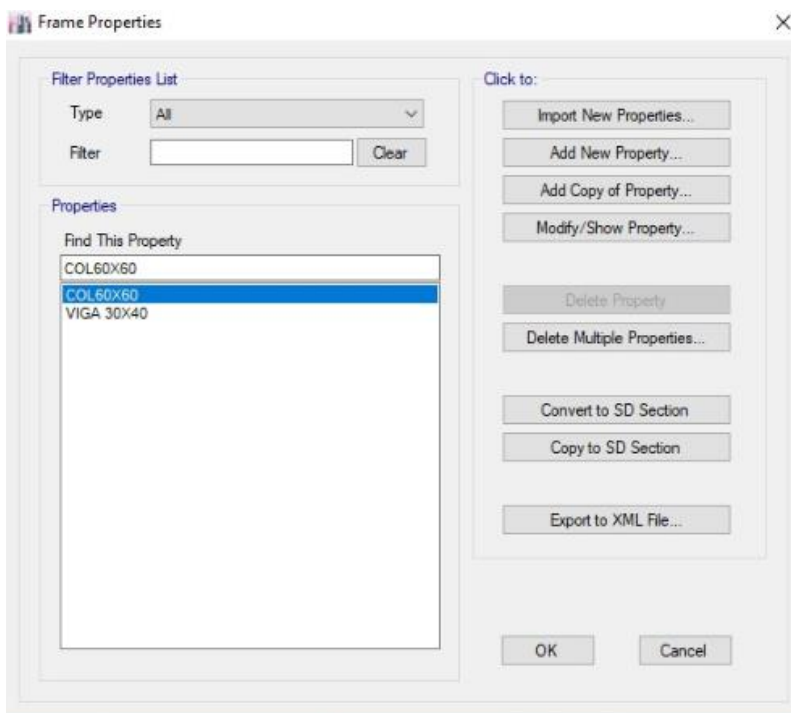 Frame Properties
Filter Properties List
Type
All
Filter
Clear
Properties
Find This Property
COL60X60
COL60X60
VIGA 30X40
Click to:
Import New Properties...
Add New Property...
Add Copy of Property...
Modify/Show Property...
Delete Property
Delete Multiple Properties...
Convert to SD Section
Copy to SD Section
Export to XML File...
OK
Cancel